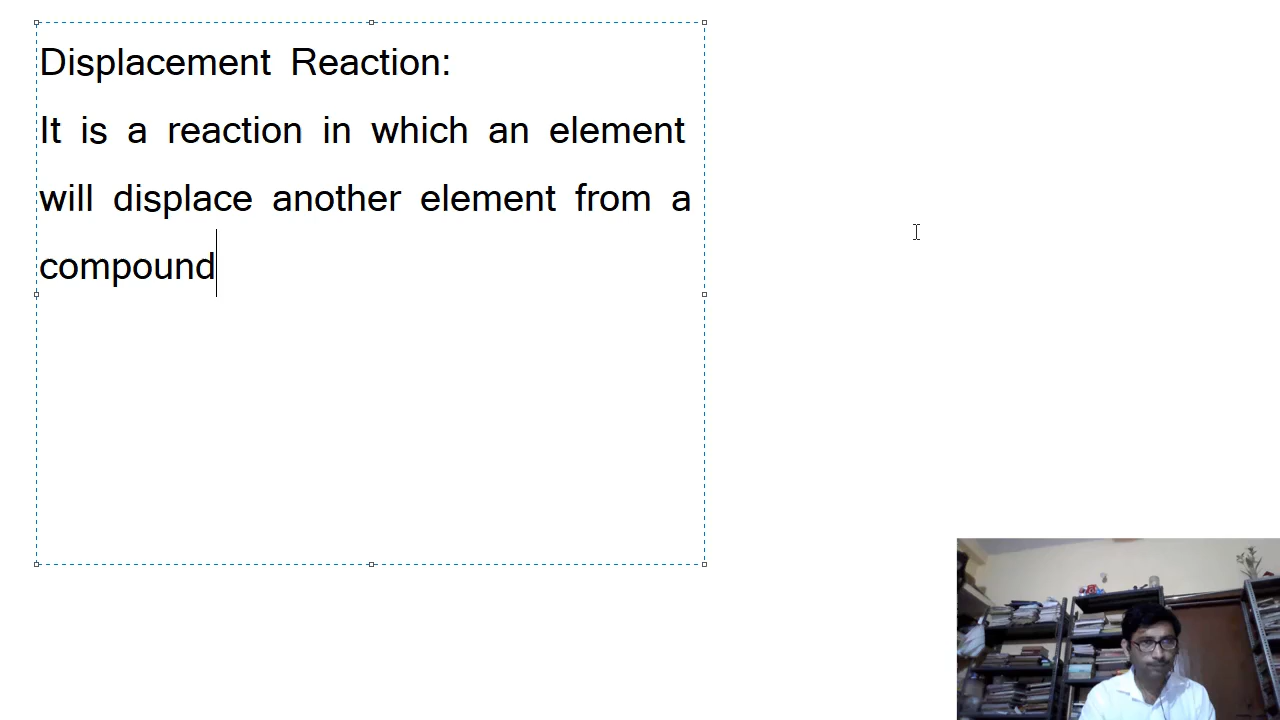 Displacement Reaction:
It is a reaction in which an element
will displace another element from a
compound